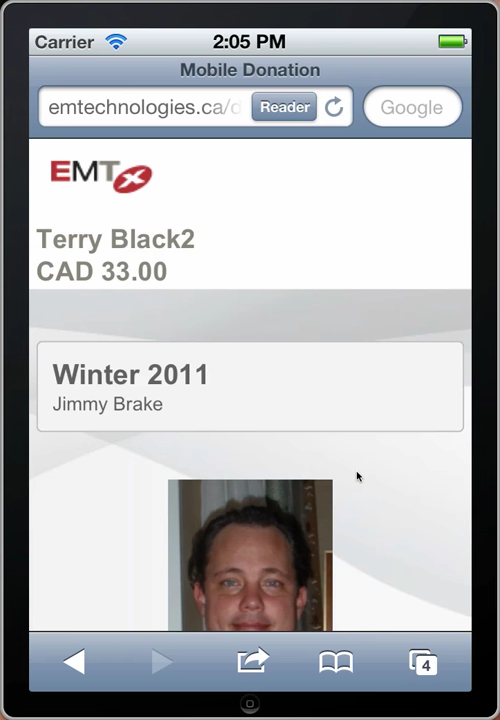 Carrier 2:05 PM
Mobile Donation
emtechnologies.ca/d Reader Google
EMTX
Terry Black2
CAD 33.00
Winter 2011
Jimmy Brake
4